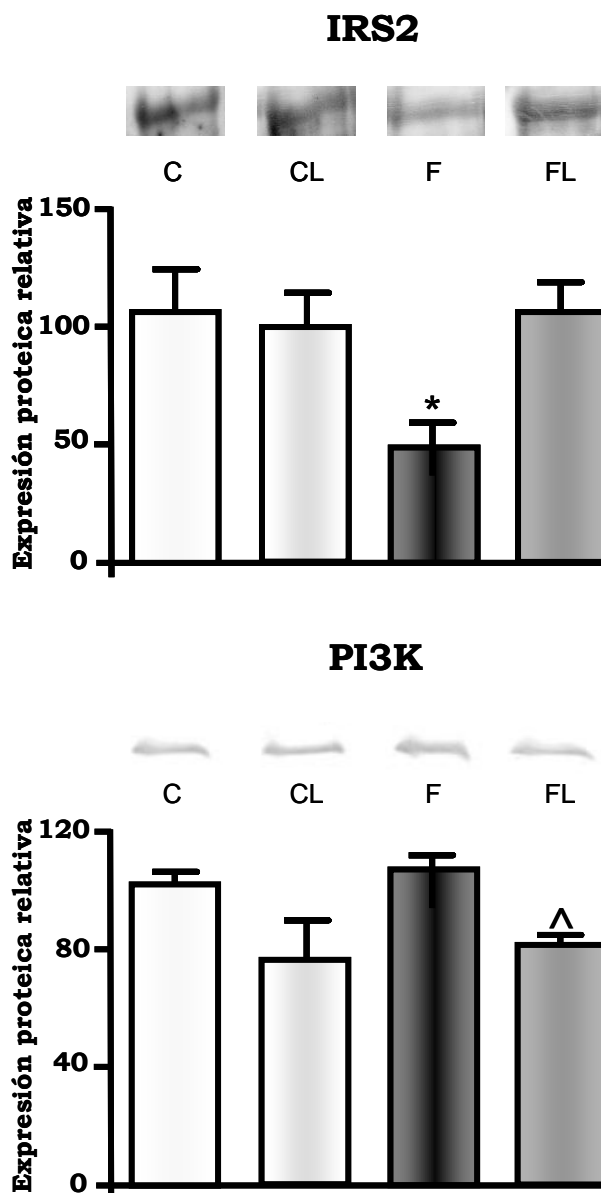 IRS2
C CL F FL
Expresión proteica relativa
150
100
50
0
*
PI3K
C CL F FL
Expresión proteica relativa
120
80
40
0
^